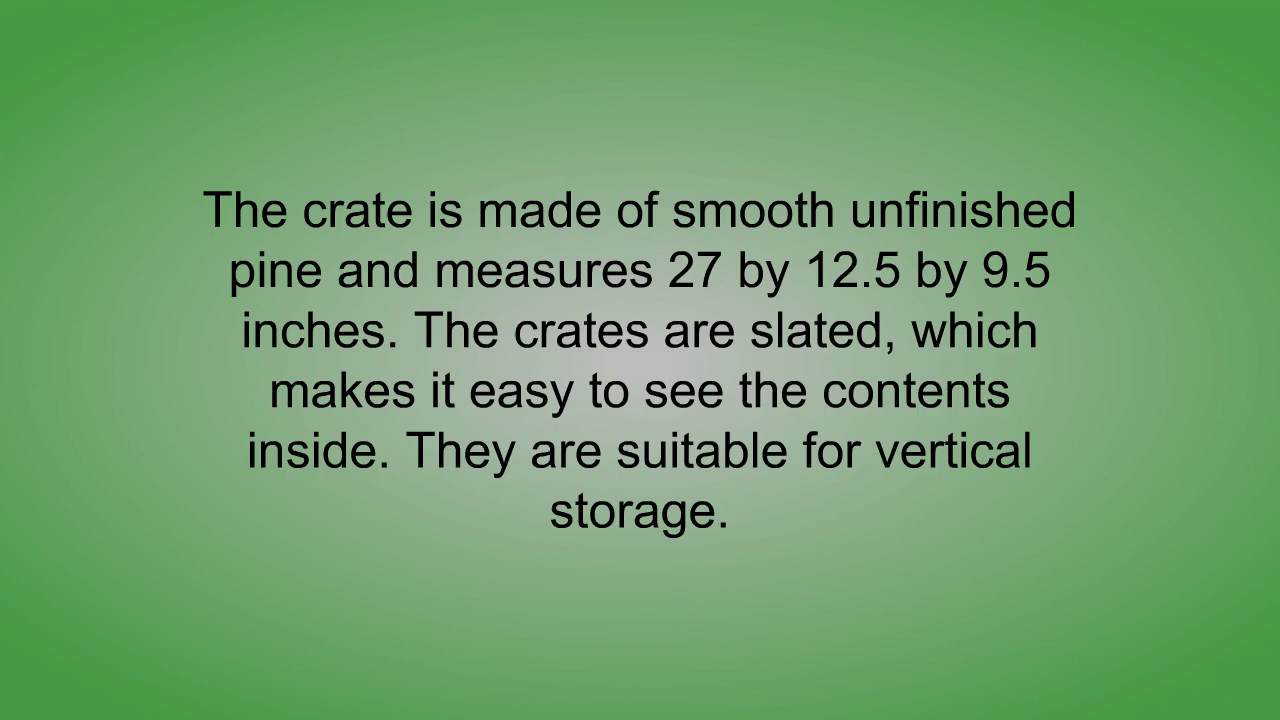 The crate is made of smooth unfinished
pine and measures 27 by 12.5 by 9.5
inches. The crates are slated, which
makes it easy to see the contents
inside. They are suitable for vertical
storage.